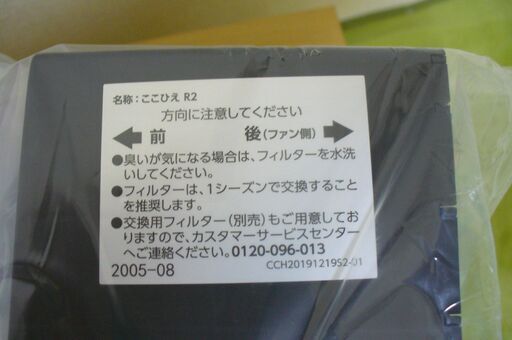 名称：ここひえ R2
方向に注意してください
前 後(ファン側)
●臭いが気になる場合は、フィルターを水洗
いしてください。
●フィルターは、1シーズンで交換すること
を推奨します。
●交換用フィルター（別売）もご用意してお
りますので、カスタマーサービスセンター
へご連絡ください。0120-096-013
2005-08 CCH20191219S2-01